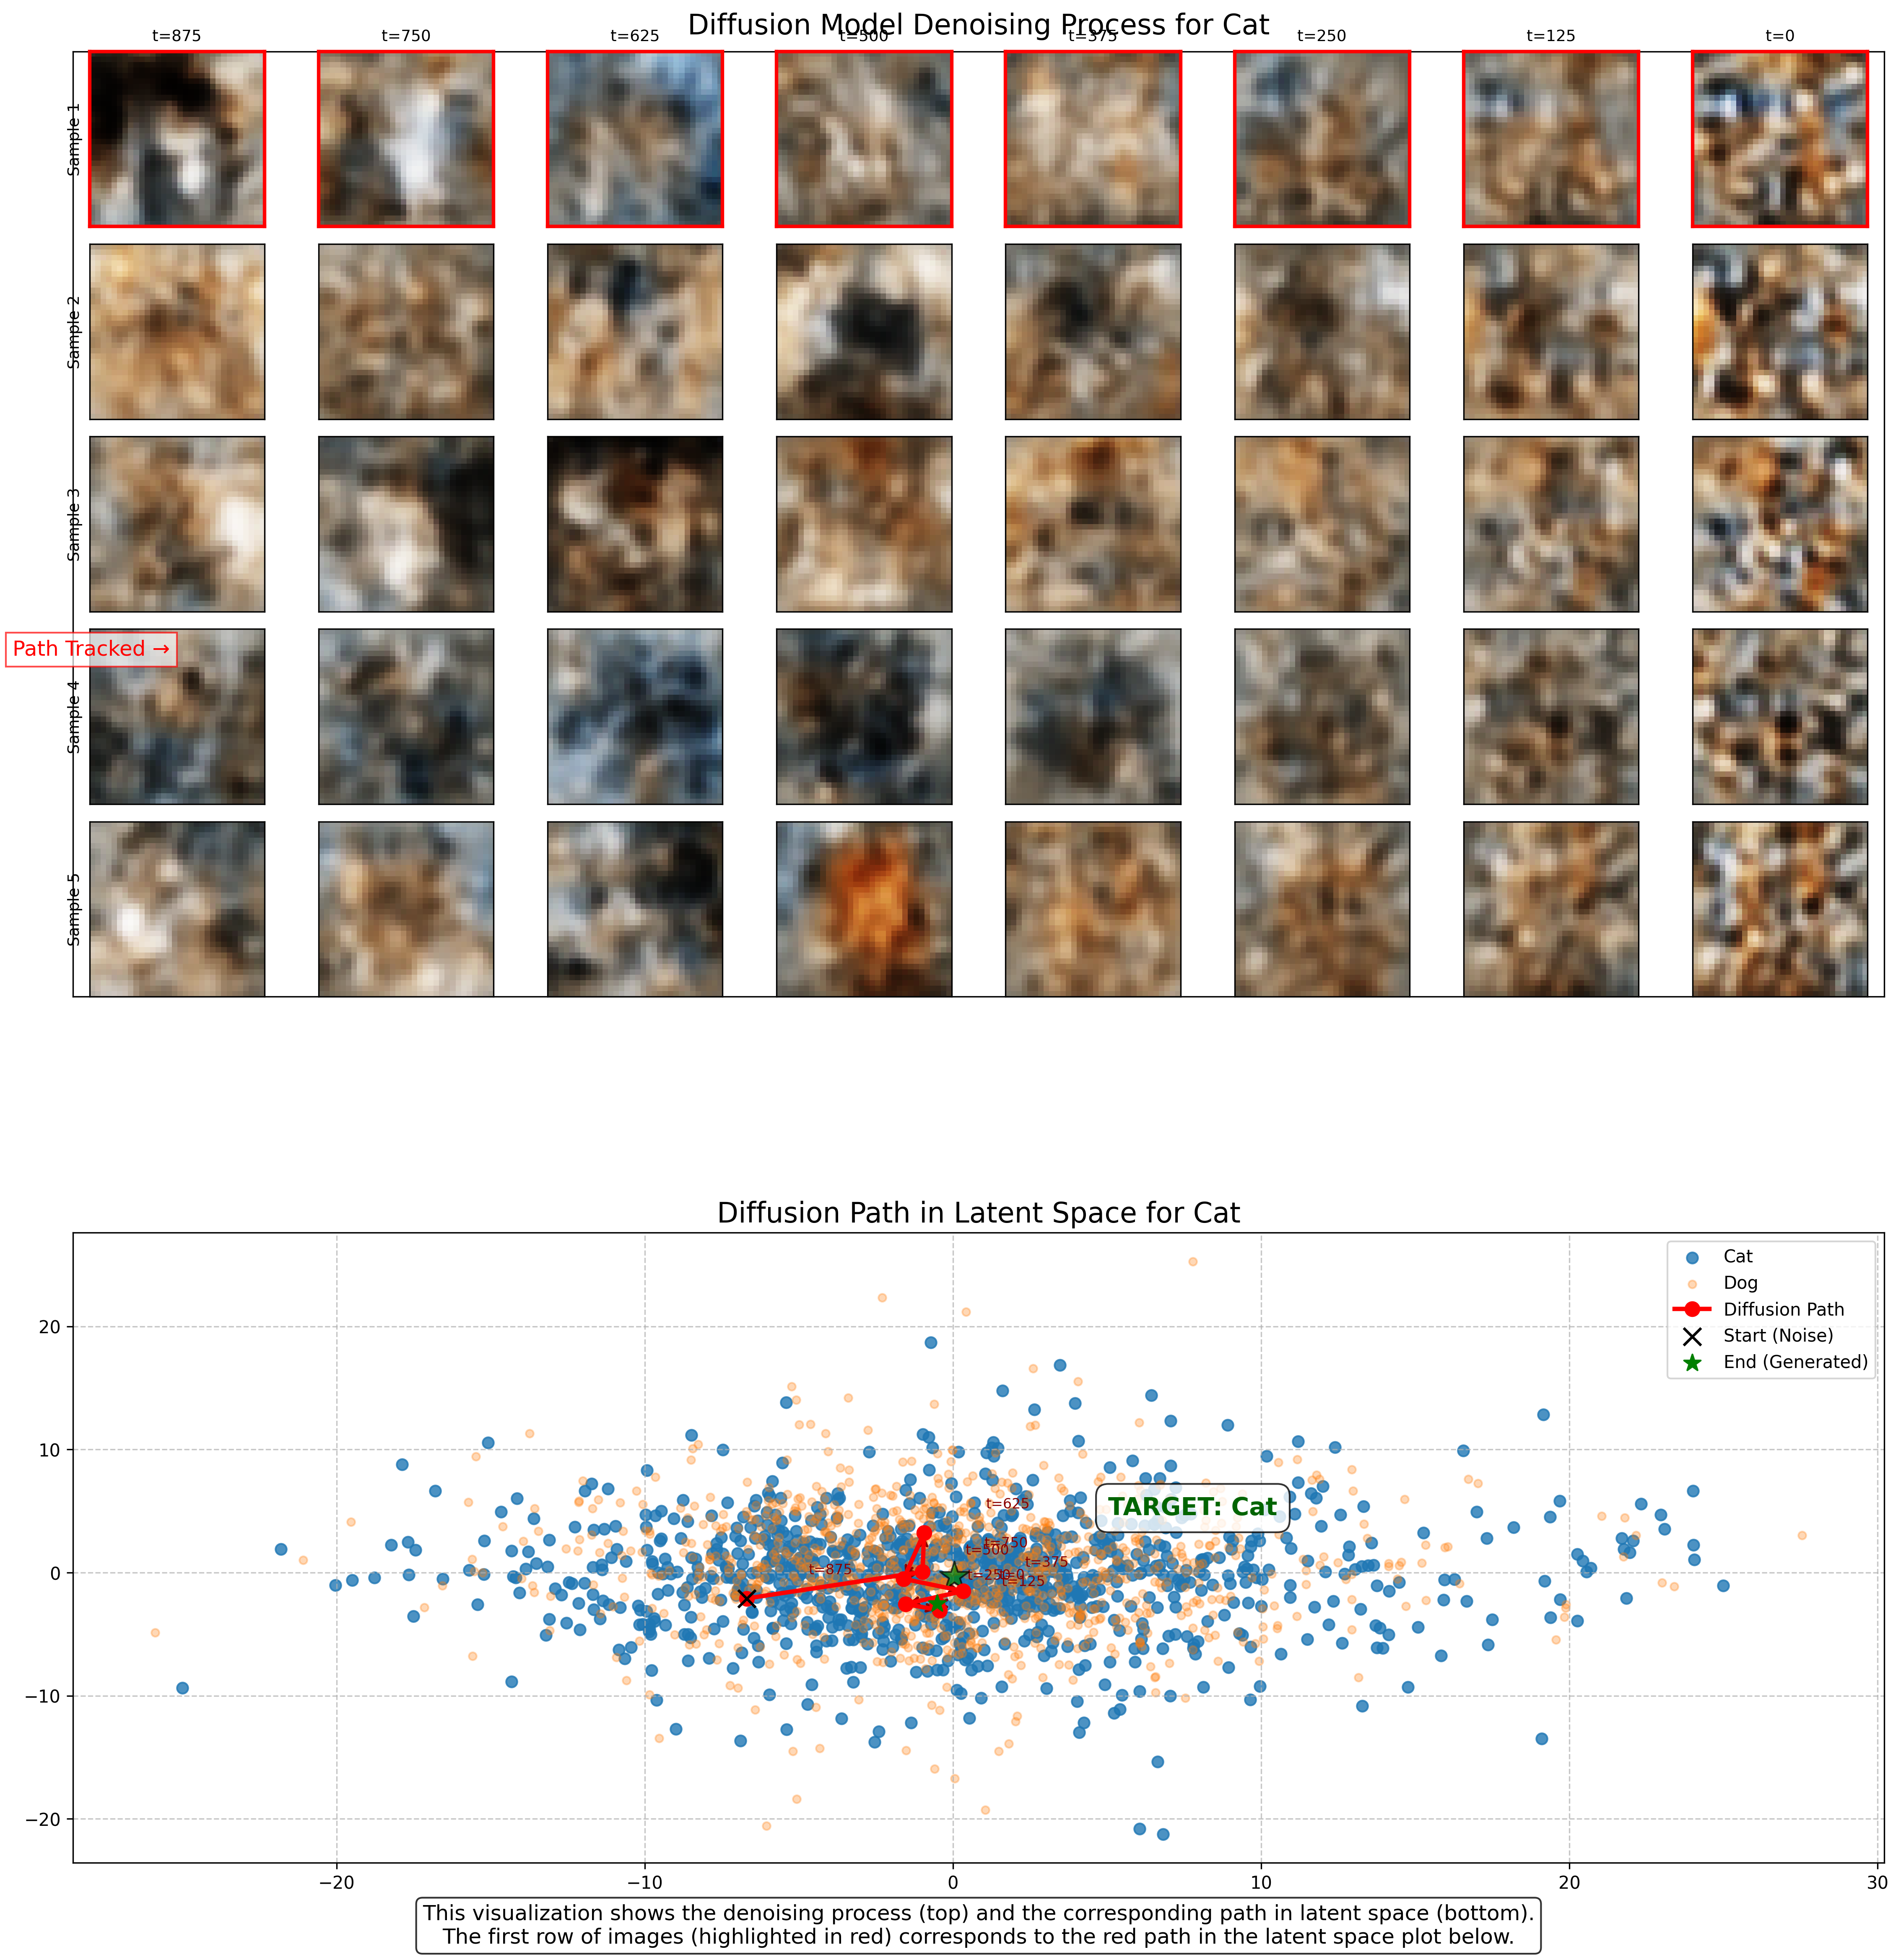 Diffusion Model Denoising Process for Cat
t=875 t=750 t=625 t=500 t=375 t=250 t=125 t=0
Sample 1
Sample 2
Sample 3
Path Tracked →
Sample 4
Sample 5
Diffusion Path in Latent Space for Cat
Cat
Dog
Diffusion Path
Start (Noise)
End (Generated)
20
10
0
−10
−20
TARGET: Cat
t=625
t=750
t=500
t=375
t=875
t=250
t=0
t=125
−20 −10 0 10 20 30
This visualization shows the denoising process (top) and the corresponding path in latent space (bottom).
The first row of images (highlighted in red) corresponds to the red path in the latent space plot below.